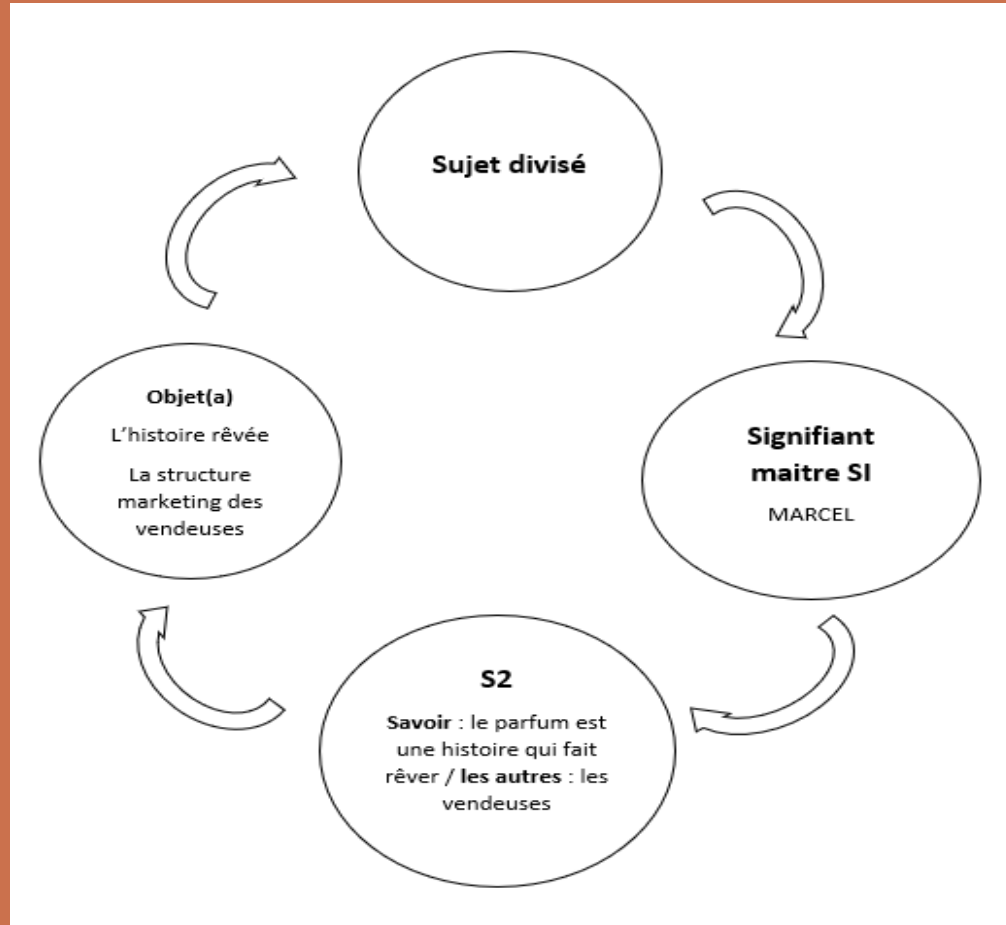 Sujet divisé
Objet(a)
L'histoire rêvée
La structure
marketing des
vendeuses
Signifiant
maitre SI
MARCEL
S2
Savoir : le parfum est
une histoire qui fait
rêver / les autres : les
vendeuses